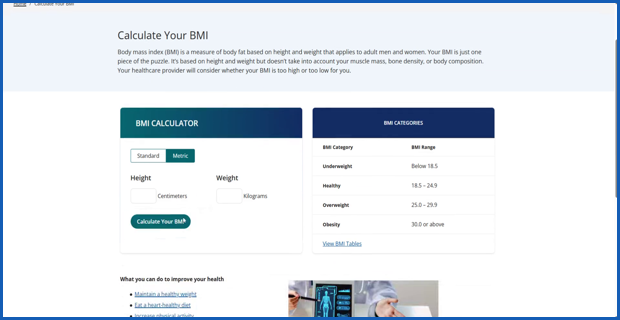 Home > Calculate Your BMI
Calculate Your BMI
Body mass index (BMI) is a measure of body fat based on height and weight that applies to adult men and women. Your BMI is just one
piece of the puzzle. It's based on height and weight but doesn't take into account your muscle mass, bone density, or body composition.
Your healthcare provider will consider whether your BMI is too high or too low for you.
BMI CALCULATOR
Standard Metric
Height Weight
Centimeters Kilograms
Calculate Your BMI
BMI CATEGORIES
BMI Category BMI Range
Underweight Below 18.5
Healthy 18.5 – 24.9
Overweight 25.0 – 29.9
Obesity 30.0 or above
View BMI Tables
What you can do to improve your health
Maintain a healthy weight
Eat a heart-healthy diet
Increase physical activity